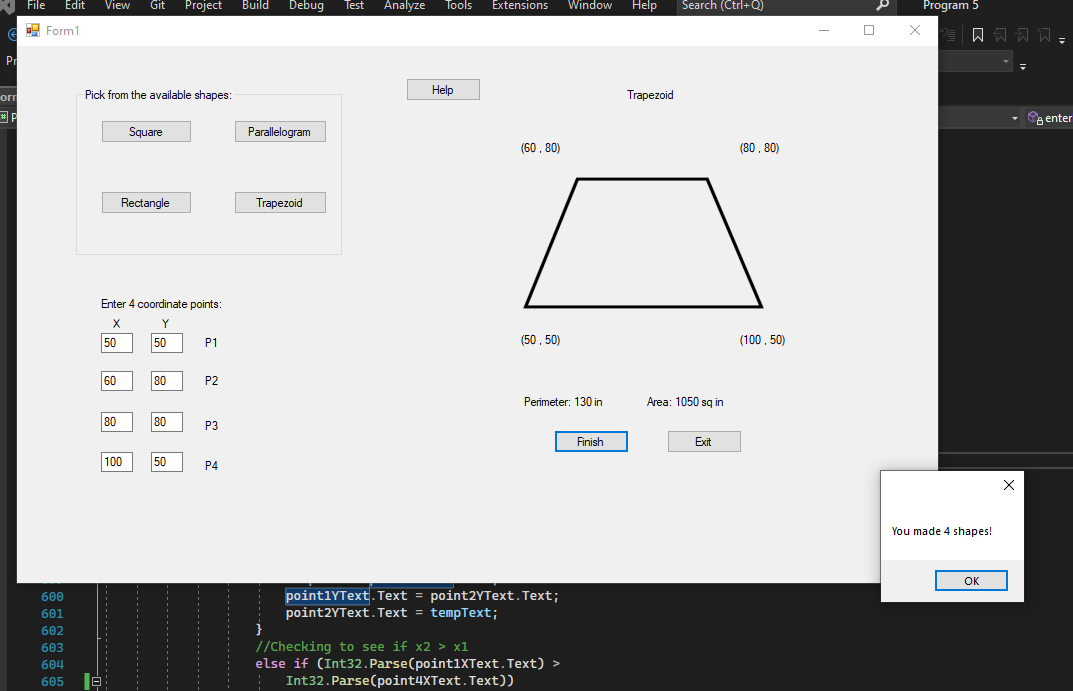 File Edit View Git Project Build Debug Test Analyze Tools Extensions Window Help Search (Ctrl+Q) Program 5
Form1
Pick from the available shapes:
Square Parallelogram
Rectangle Trapezoid
Help
Trapezoid
(60 , 80) (80 , 80)
(50 , 50) (100 , 50)
Enter 4 coordinate points:
X Y
50 50 P1
60 80 P2
80 80 P3
100 50 P4
Perimeter: 130 in Area: 1050 sq in
Finish Exit
enter
You made 4 shapes!
OK
600 point1YText.Text = point2YText.Text;
601 point2YText.Text = tempText;
602 }
603 //Checking to see if x2 > x1
604 else if (Int32.Parse(point1XText.Text) >
605 Int32.Parse(point4XText.Text))